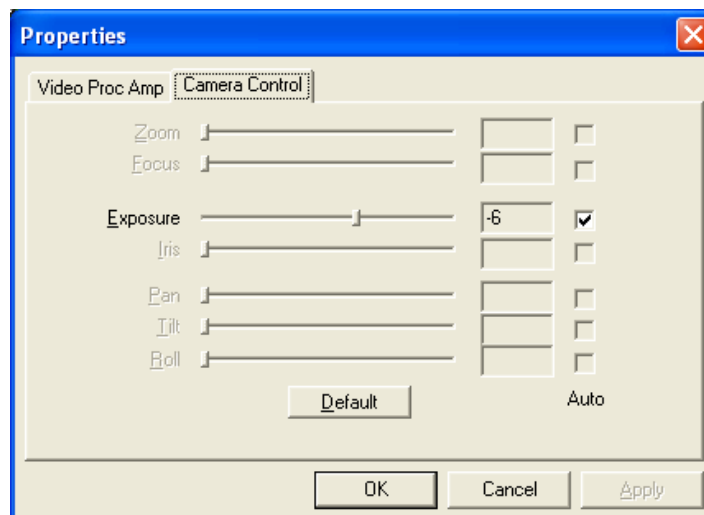 Properties
Video Proc Amp Camera Control
Zoom
Focus
Exposure -6
Iris
Pan
Tilt
Roll
Default Auto
OK Cancel Apply